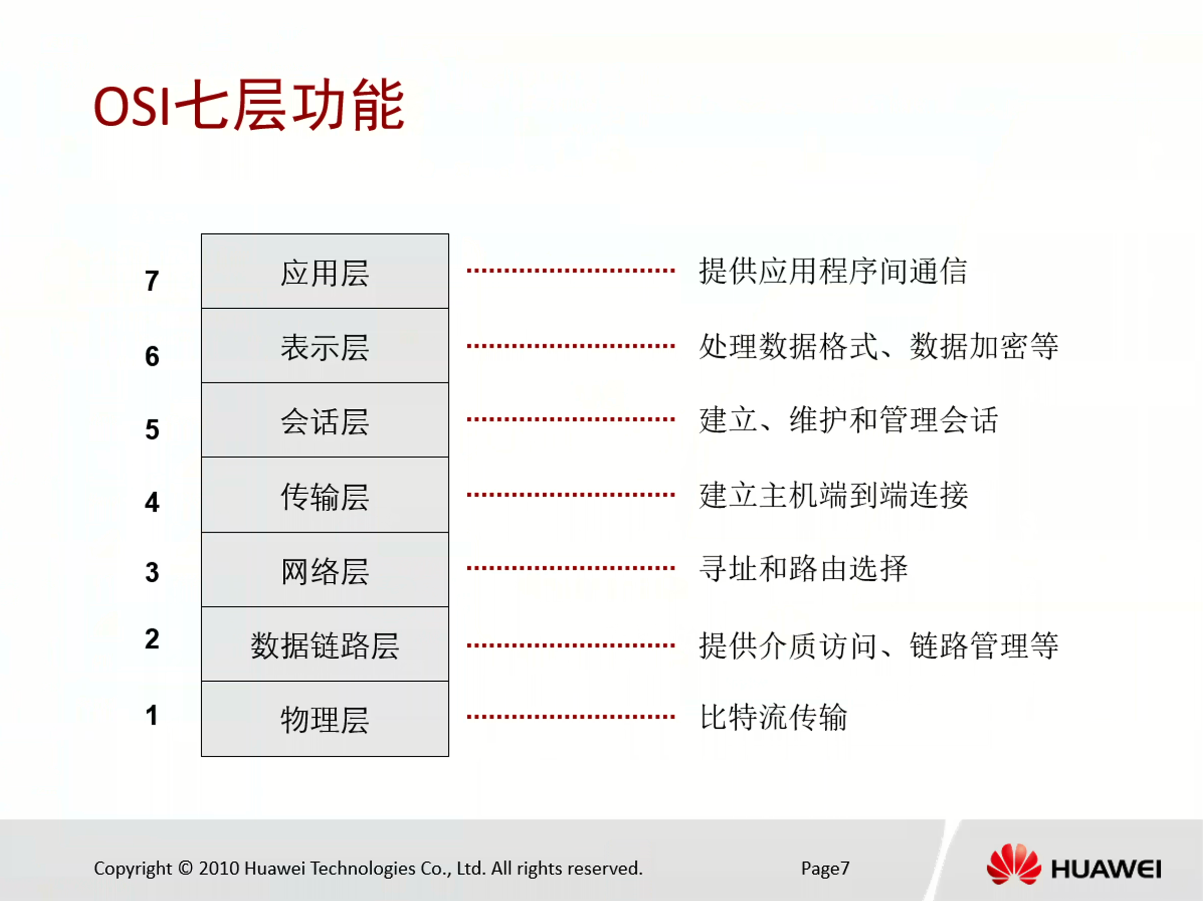 OSI七层功能
7 应用层 提供应用程序间通信
6 表示层 处理数据格式、数据加密等
5 会话层 建立、维护和管理会话
4 传输层 建立主机端到端连接
3 网络层 寻址和路由选择
2 数据链路层 提供介质访问、链路管理等
1 物理层 比特流传输
Copyright © 2010 Huawei Technologies Co., Ltd. All rights reserved. Page7 HUAWEI